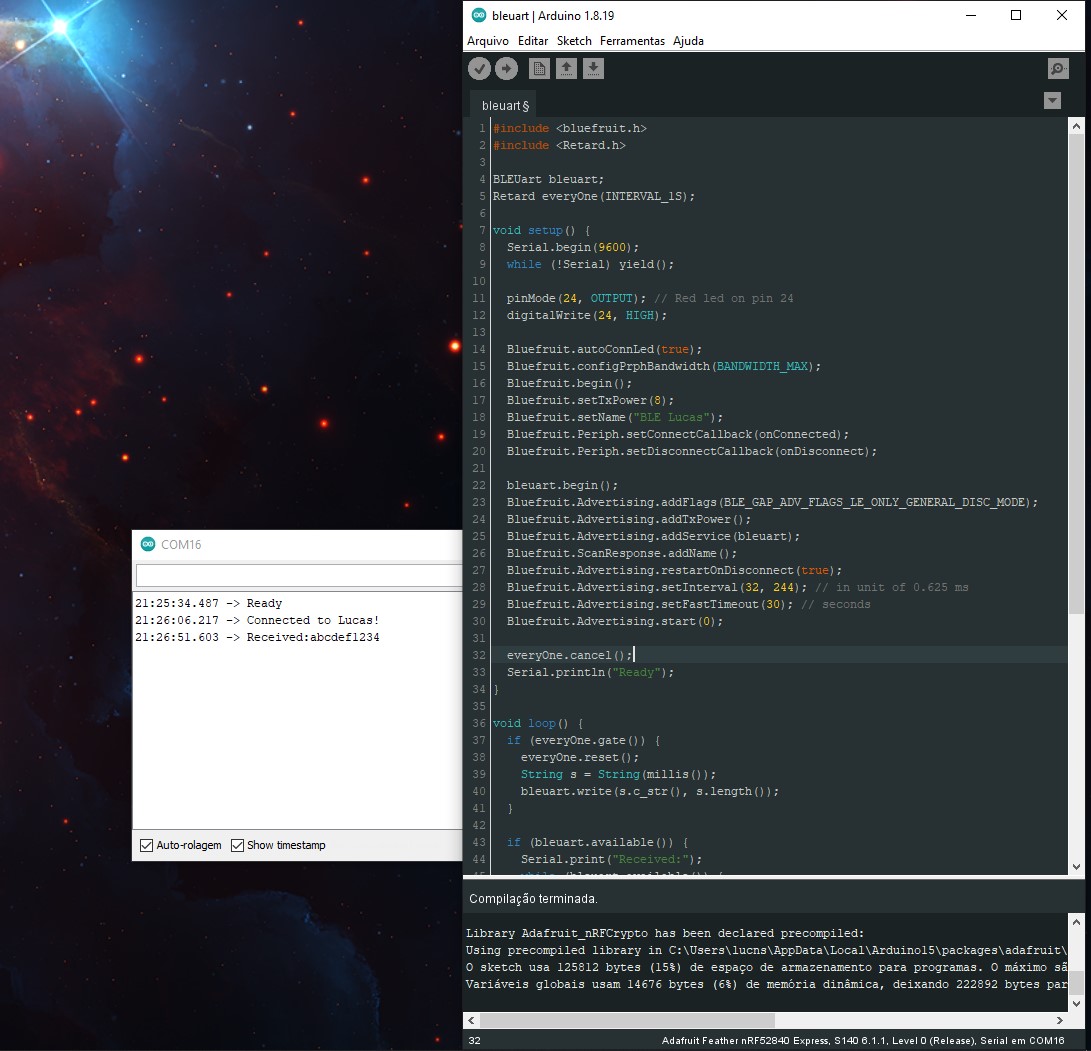 bleuart | Arduino 1.8.19
Arquivo Editar Sketch Ferramentas Ajuda
bleuart §
1 #include <bluefruit.h>
2 #include <Retard.h>
3
4 BLEUart bleuart;
5 Retard everyOne(INTERVAL_1S);
6
7 void setup() {
8 Serial.begin(9600);
9 while (!Serial) yield();
10
11 pinMode(24, OUTPUT); // Red led on pin 24
12 digitalWrite(24, HIGH);
13
14 Bluefruit.autoConnLed(true);
15 Bluefruit.configPrphBandwidth(BANDWIDTH_MAX);
16 Bluefruit.begin();
17 Bluefruit.setTxPower(8);
18 Bluefruit.setName("BLE Lucas");
19 Bluefruit.Periph.setConnectCallback(onConnected);
20 Bluefruit.Periph.setDisconnectCallback(onDisconnect);
21
22 bleuart.begin();
23 Bluefruit.Advertising.addFlags(BLE_GAP_ADV_FLAGS_LE_ONLY_GENERAL_DISC_MODE);
24 Bluefruit.Advertising.addTxPower();
25 Bluefruit.Advertising.addService(bleuart);
26 Bluefruit.ScanResponse.addName();
27 Bluefruit.Advertising.restartOnDisconnect(true);
28 Bluefruit.Advertising.setInterval(32, 244); // in unit of 0.625 ms
29 Bluefruit.Advertising.setFastTimeout(30); // seconds
30 Bluefruit.Advertising.start(0);
31
32 everyOne.cancel();
33 Serial.println("Ready");
34 }
35
36 void loop() {
37 if (everyOne.gate()) {
38 everyOne.reset();
39 String s = String(millis());
40 bleuart.write(s.c_str(), s.length());
41 }
42
43 if (bleuart.available()) {
44 Serial.print("Received:");
45 while (bleuart.available()) {
COM16
21:25:34.487 -> Ready
21:26:06.217 -> Connected to Lucas!
21:26:51.603 -> Received:abcdef1234
Auto-rolagem Show timestamp
Compilação terminada.
Library Adafruit_nRFCrypto has been declared precompiled:
Using precompiled library in C:\Users\lucns\AppData\Local\Arduino15\packages\adafruit\
O sketch usa 125812 bytes (15%) de espaço de armazenamento para programas. O máximo sã
Variáveis globais usam 14676 bytes (6%) de memória dinâmica, deixando 222892 bytes par
32 Adafruit Feather nRF52840 Express, S140 6.1.1, Level 0 (Release), Serial em COM16